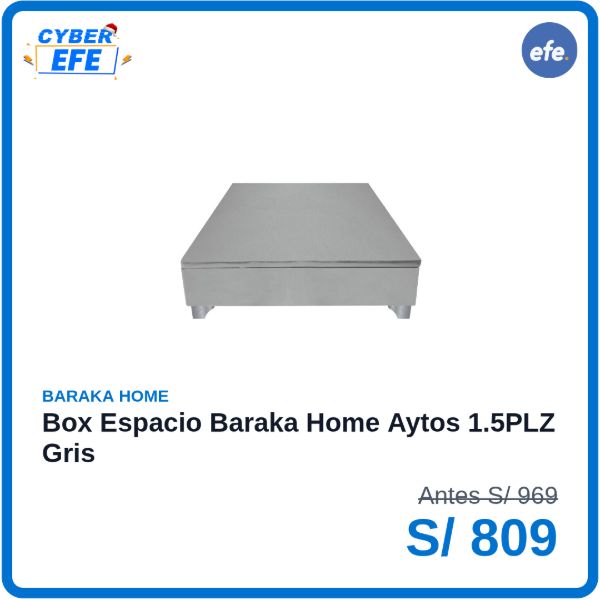 CYBER
EFE
efe.
BARAKA HOME
Box Espacio Baraka Home Aytos 1.5PLZ
Gris
Antes S/ 969
S/ 809